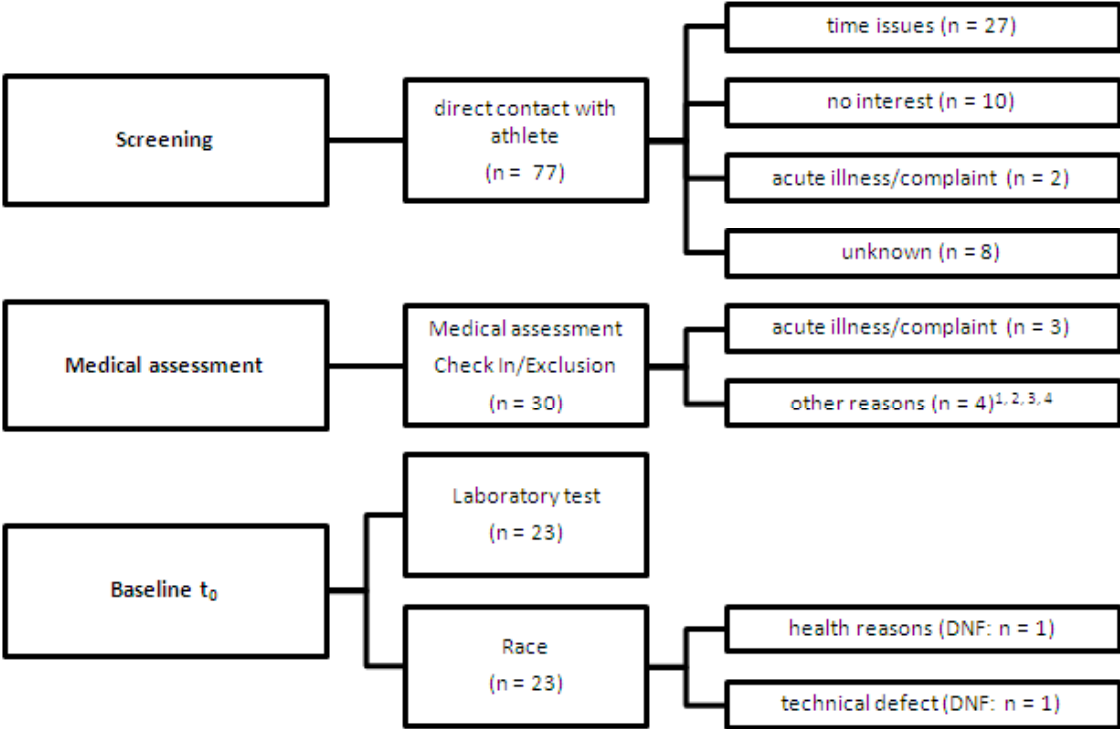 Screening
direct contact with
athlete
(n = 77)
time issues (n = 27)
no interest (n = 10)
acute illness/complaint (n = 2)
unknown (n = 8)
Medical assessment
Medical assessment
Check In/Exclusion
(n = 30)
acute illness/complaint (n = 3)
other reasons (n = 4)1, 2, 3, 4
Baseline t0
Laboratory test
(n = 23)
Race
(n = 23)
health reasons (DNF: n = 1)
technical defect (DNF: n = 1)